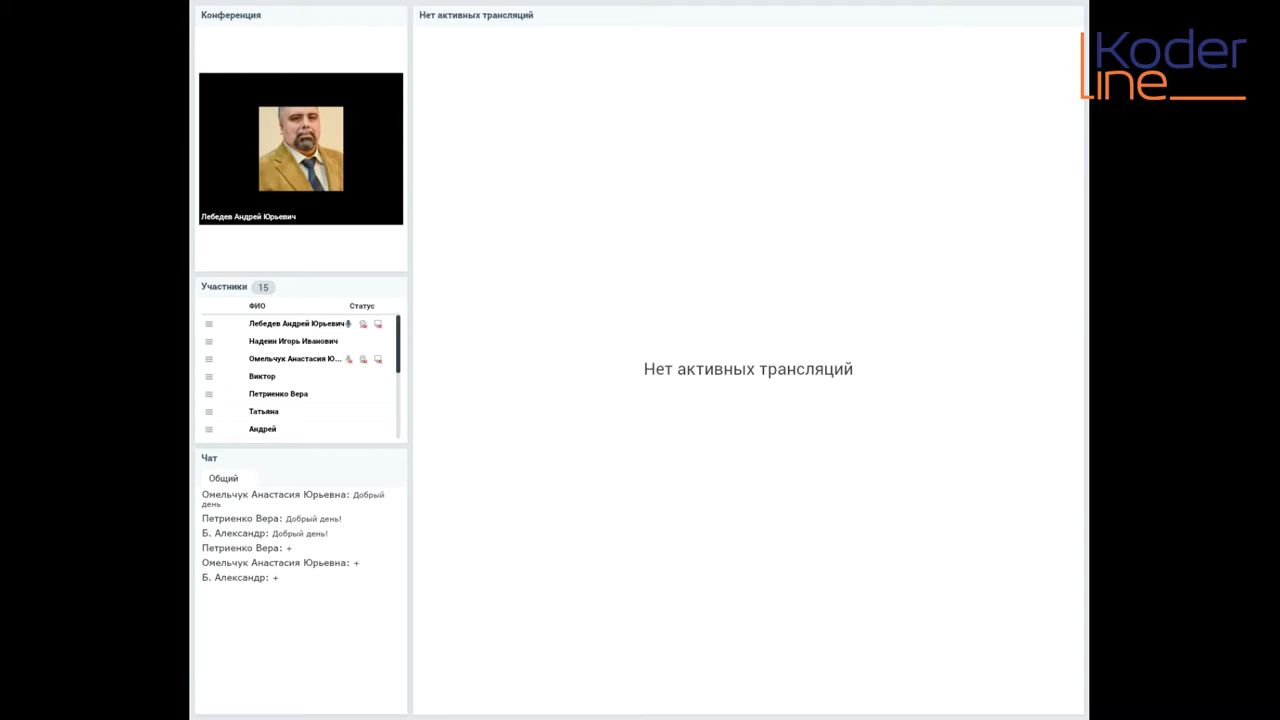 Конференция
Нет активных трансляций
Koder
Line
Лебедев Андрей Юрьевич
Участники 15
ФИО Статус
Лебедев Андрей Юрьевич
Надеин Игорь Иванович
Омельчук Анастасия Ю...
Виктор
Петриенко Вера
Татьяна
Андрей
Нет активных трансляций
Чат
Общий
Омельчук Анастасия Юрьевна: Добрый
день
Петриенко Вера: Добрый день!
Б. Александр: Добрый день!
Петриенко Вера: +
Омельчук Анастасия Юрьевна: +
Б. Александр: +